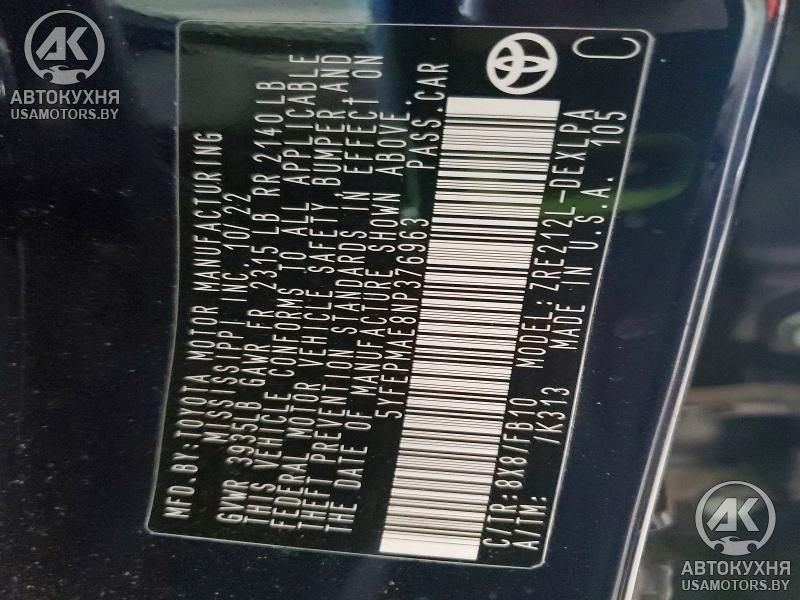 AK
АВТОКУХНЯ
USAMOTORS.BY
MFD. BY:TOYOTA MOTOR MANUFACTURING
MISSISSIPPI, INC. 10/22
GVWR 3935LB GAWR FR 2315 LB RR 2140LB
THIS VEHICLE CONFORMS TO ALL APPLICABLE
FEDERAL MOTOR VEHICLE SAFETY, BUMPER AND
THEFT PREVENTION STANDARDS IN EFFECT ON
THE DATE OF MANUFACTURE SHOWN ABOVE.
5YFEPMAE8NP376963 PASS. CAR
C/TR:8X8/FB10 MODEL:ZRE212L-DEXLPA
A/TM: /K313 MADE IN U.S.A. 105
C
AK
АВТОКУХНЯ
USAMOTORS.BY